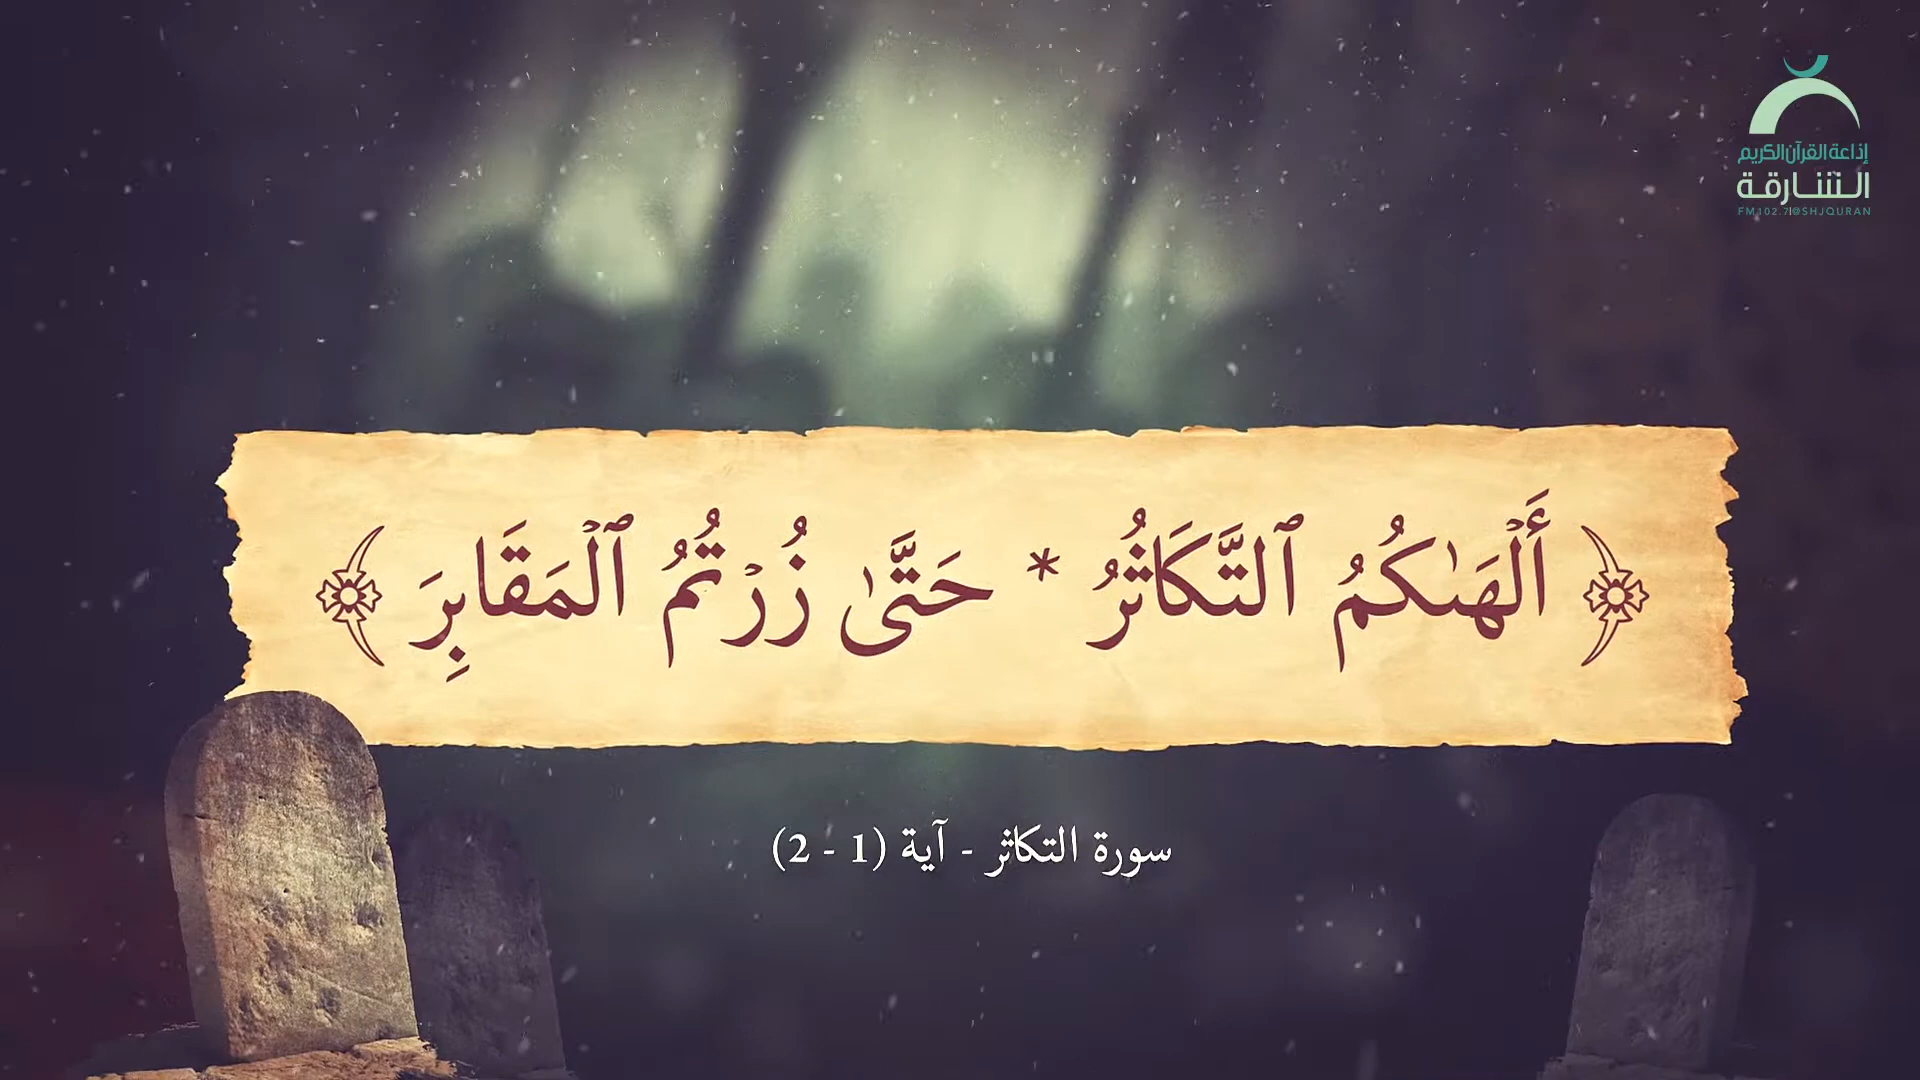 إذاعة القرآن الكريم
الشارقة
FM102.7|@SHJQURAN
﴿ أَلْهَىٰكُمُ ٱلتَّكَاثُرُ * حَتَّىٰ زُرْتُمُ ٱلْمَقَابِرَ ﴾
سورة التكاثر - آية (1 - 2)